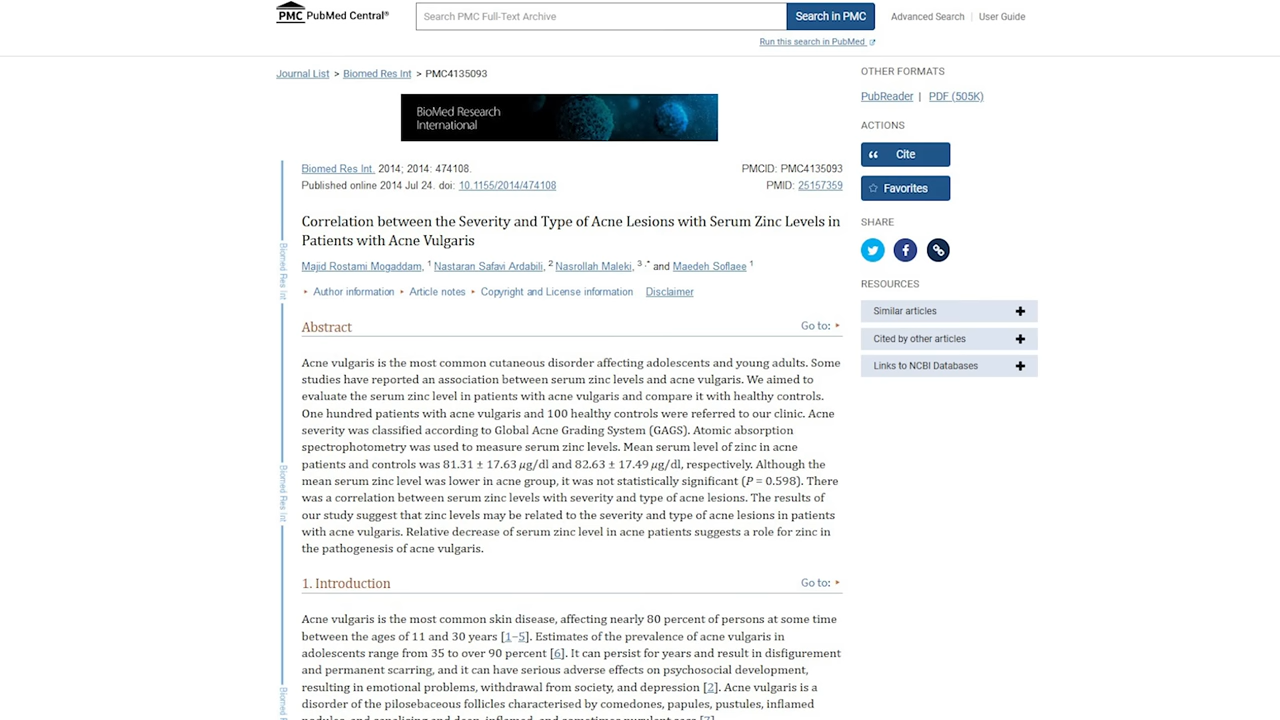 PMC PubMed Central®
Search PMC Full-Text Archive
Search in PMC
Advanced Search | User Guide
Run this search in PubMed
Journal List > Biomed Res Int > PMC4135093
BioMed Research
International
Biomed Res Int. 2014; 2014: 474108.
PMCID: PMC4135093
Published online 2014 Jul 24. doi: 10.1155/2014/474108
PMID: 25157359
Correlation between the Severity and Type of Acne Lesions with Serum Zinc Levels in
Patients with Acne Vulgaris
Majid Rostami Mogaddam, 1 Nastaran Safavi Ardabili, 2 Nasrollah Maleki, 3 ,* and Maedeh Soflaee 1
Author information Article notes Copyright and License information Disclaimer
Abstract
Go to:
Acne vulgaris is the most common cutaneous disorder affecting adolescents and young adults. Some
studies have reported an association between serum zinc levels and acne vulgaris. We aimed to
evaluate the serum zinc level in patients with acne vulgaris and compare it with healthy controls.
One hundred patients with acne vulgaris and 100 healthy controls were referred to our clinic. Acne
severity was classified according to Global Acne Grading System (GAGS). Atomic absorption
spectrophotometry was used to measure serum zinc levels. Mean serum level of zinc in acne
patients and controls was 81.31 ± 17.63 μg/dl and 82.63 ± 17.49 μg/dl, respectively. Although the
mean serum zinc level was lower in acne group, it was not statistically significant (P = 0.598). There
was a correlation between serum zinc levels with severity and type of acne lesions. The results of
our study suggest that zinc levels may be related to the severity and type of acne lesions in patients
with acne vulgaris. Relative decrease of serum zinc level in acne patients suggests a role for zinc in
the pathogenesis of acne vulgaris.
1. Introduction
Go to:
Acne vulgaris is the most common skin disease, affecting nearly 80 percent of persons at some time
between the ages of 11 and 30 years [1–5]. Estimates of the prevalence of acne vulgaris in
adolescents range from 35 to over 90 percent [6]. It can persist for years and result in disfigurement
and permanent scarring, and it can have serious adverse effects on psychosocial development,
resulting in emotional problems, withdrawal from society, and depression [2]. Acne vulgaris is a
disorder of the pilosebaceous follicles characterised by comedones, papules, pustules, inflamed
Biomed Res Int
Biomed Res Int
OTHER FORMATS
PubReader | PDF (505K)
ACTIONS
Cite
Favorites
SHARE
RESOURCES
Similar articles
Cited by other articles
Links to NCBI Databases